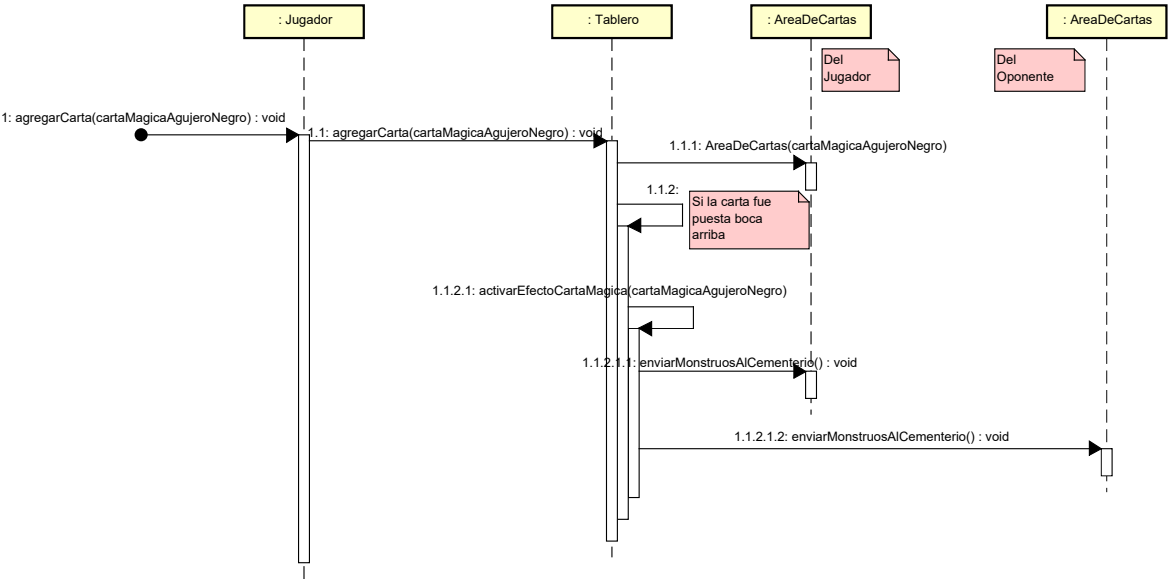 : Jugador
: Tablero
: AreaDeCartas
: AreaDeCartas
Del
Jugador
Del
Oponente
1: agregarCarta(cartaMagicaAgujeroNegro) : void
1.1: agregarCarta(cartaMagicaAgujeroNegro) : void
1.1.1: AreaDeCartas(cartaMagicaAgujeroNegro)
1.1.2:
Si la carta fue
puesta boca
arriba
1.1.2.1: activarEfectoCartaMagica(cartaMagicaAgujeroNegro)
1.1.2.1.1: enviarMonstruosAlCementerio() : void
1.1.2.1.2: enviarMonstruosAlCementerio() : void